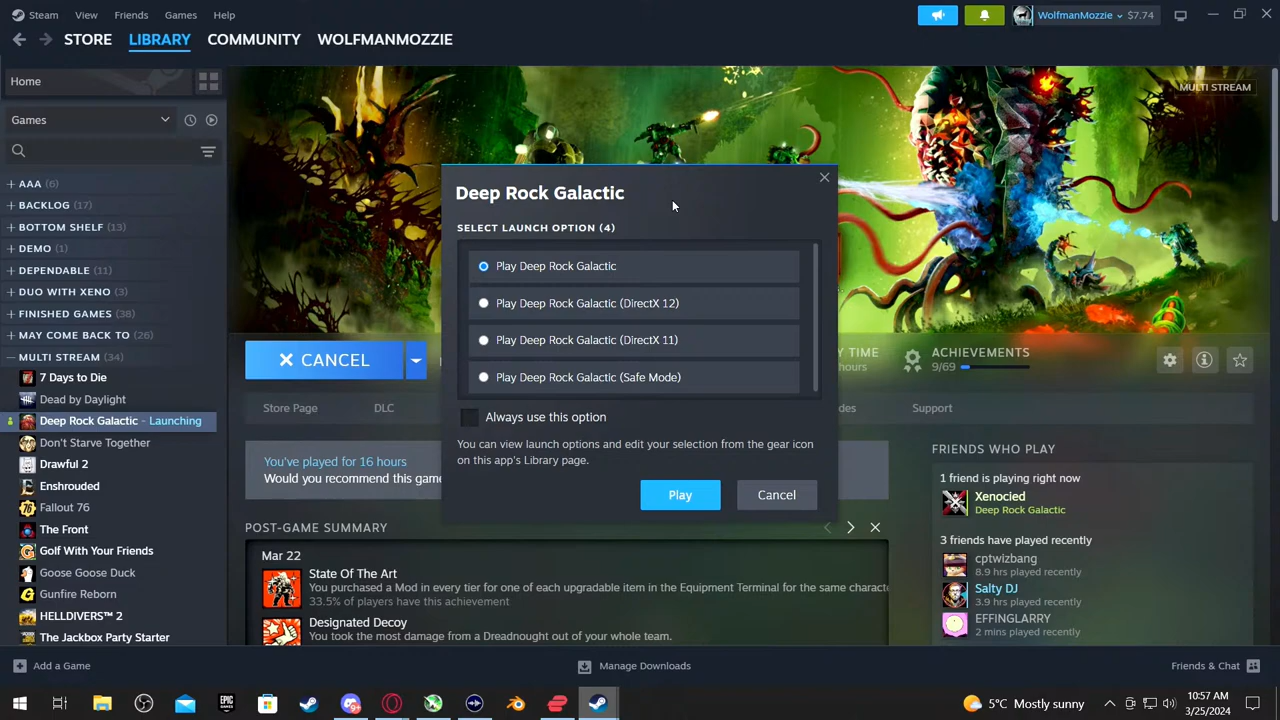 Steam View Friends Games Help
WolfmanMozzie $7.74
STORE LIBRARY COMMUNITY WOLFMANMOZZIE
Home
MULTI STREAM
Games
AAA (6)
BACKLOG (17)
BOTTOM SHELF (13)
DEMO (1)
DEPENDABLE (11)
DUO WITH XENO (3)
FINISHED GAMES (38)
MAY COME BACK TO (26)
MULTI STREAM (34)
7 Days to Die
Dead by Daylight
Deep Rock Galactic - Launching
Don't Starve Together
Drawful 2
Enshrouded
Fallout 76
The Front
Golf With Your Friends
Goose Goose Duck
Gunfire Reborn
HELLDIVERS™ 2
The Jackbox Party Starter
Deep Rock Galactic
SELECT LAUNCH OPTION (4)
Play Deep Rock Galactic
Play Deep Rock Galactic (DirectX 12)
Play Deep Rock Galactic (DirectX 11)
Play Deep Rock Galactic (Safe Mode)
Always use this option
You can view launch options and edit your selection from the gear icon
on this app's Library page.
Play Cancel
CANCEL
TIME
hours
ACHIEVEMENTS
9/69
Store Page DLC Support
You've played for 16 hours
Would you recommend this game
POST-GAME SUMMARY
Mar 22
State Of The Art
You purchased a Mod in every tier for one of each upgradable item in the Equipment Terminal for the same characte
33.5% of players have this achievement
Designated Decoy
You took the most damage from a Dreadnought out of your whole team.
FRIENDS WHO PLAY
1 friend is playing right now
Xenocied
Deep Rock Galactic
3 friends have played recently
cptwizbang
8.9 hrs played recently
Salty DJ
3.9 hrs played recently
EFFINGLARRY
2 mins played recently
Add a Game Manage Downloads Friends & Chat
5°C Mostly sunny
10:57 AM
3/25/2024